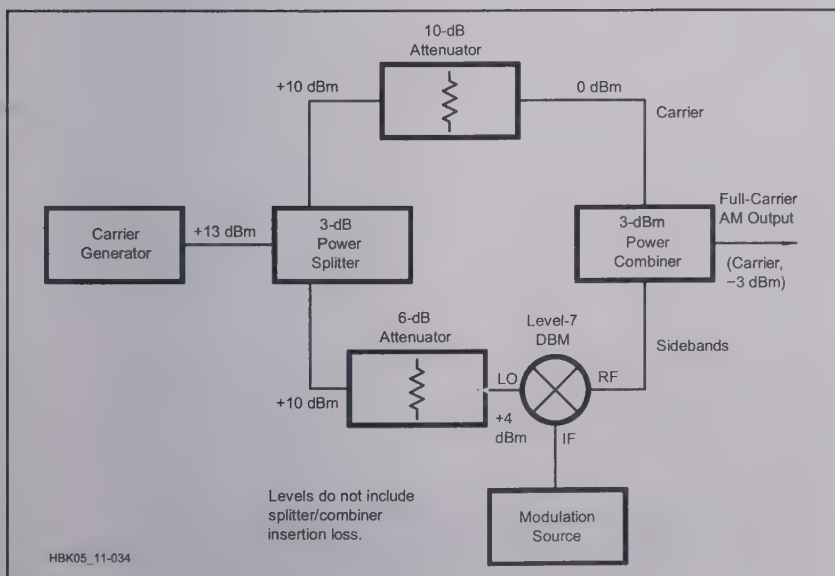 10-dB
Attenuator
+10 dBm
0 dBm
Carrier
Carrier
Generator
+13 dBm
3-dB
Power
Splitter
3-dBm
Power
Combiner
Full-Carrier
AM Output
(Carrier,
−3 dBm)
6-dB
Attenuator
Level-7
DBM
Sidebands
+10 dBm
LO
RF
+4
dBm
IF
Levels do not include
splitter/combiner
insertion loss.
Modulation
Source
HBK05_11-034